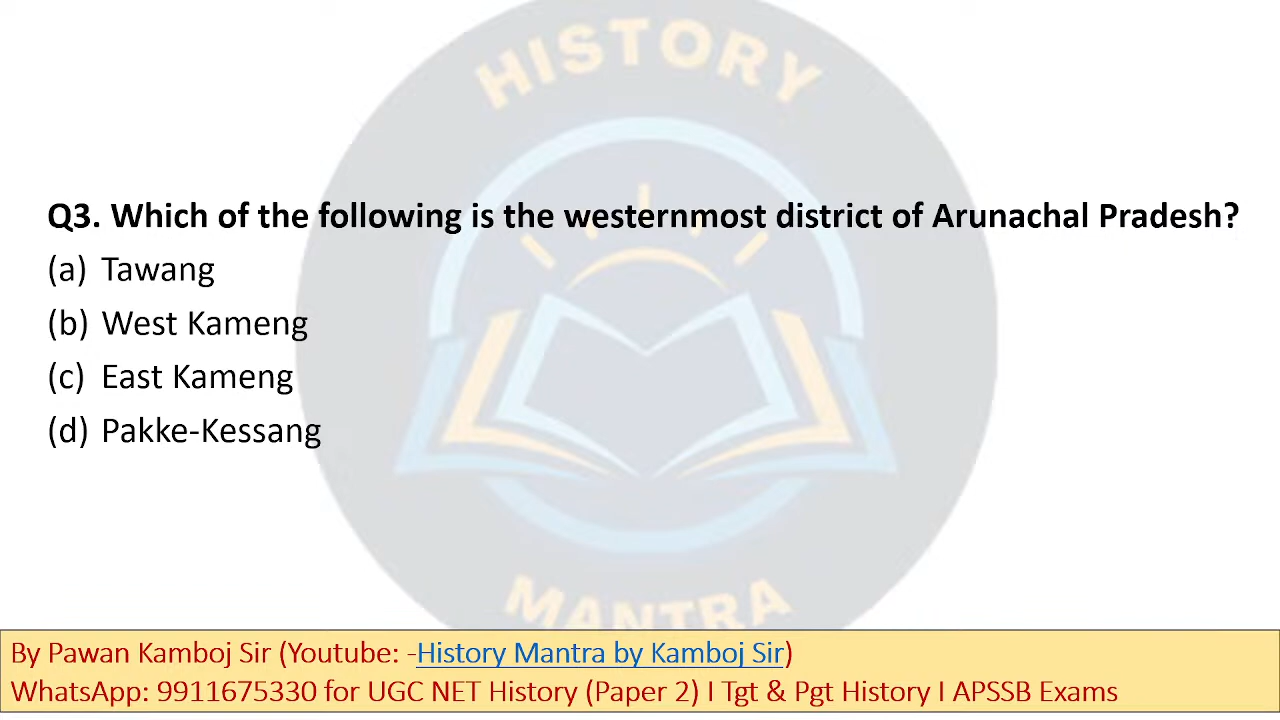 HISTORY
Q3. Which of the following is the westernmost district of Arunachal Pradesh?
(a) Tawang
(b) West Kameng
(c) East Kameng
(d) Pakke-Kessang
MANTRA
By Pawan Kamboj Sir (Youtube: -History Mantra by Kamboj Sir)
WhatsApp: 9911675330 for UGC NET History (Paper 2) I Tgt & Pgt History I APSSB Exams